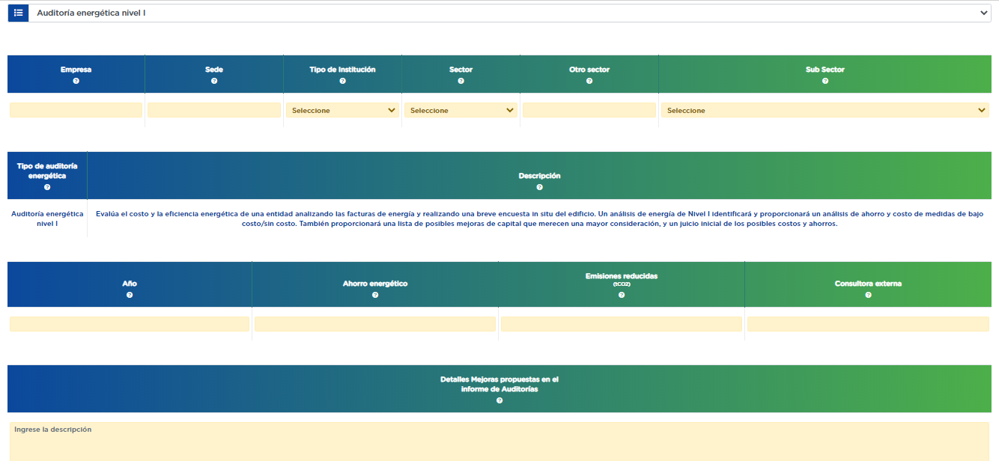 Auditoría energética nivel I
Empresa Sede Tipo de Institución Sector Otro sector Sub Sector
Seleccione Seleccione Seleccione
Tipo de auditoría
energética
Descripción
Auditoría energética
nivel I
Evalúa el costo y la eficiencia energética de una entidad analizando las facturas de energía y realizando una breve encuesta in situ del edificio. Un análisis de energía de Nivel I identificará y proporcionará un análisis de ahorro y costo de medidas de bajo
costo/sin costo. También proporcionará una lista de posibles mejoras de capital que merecen una mayor consideración, y un juicio inicial de los posibles costos y ahorros.
Año Ahorro energético
Emisiones reducidas
(tCO2)
Consultora externa
Detalles Mejoras propuestas en el
informe de Auditorías
Ingrese la descripción